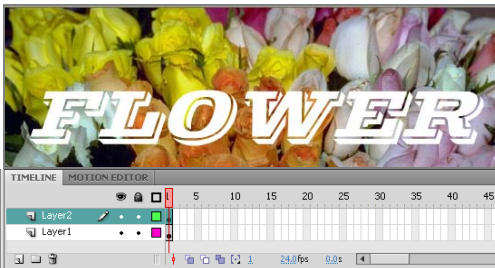 FLOWER
TIMELINE MOTION EDITOR
1 5 10 15 20 25 30 35 40 45
Layer2
Layer1
1 24.0fps 0.0s